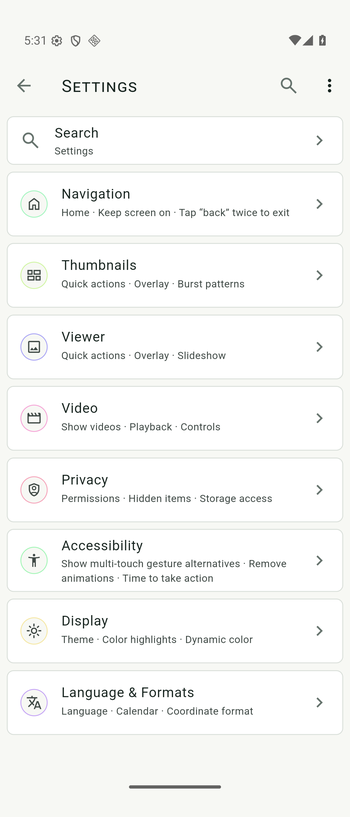 5:31
SETTINGS
Search
Settings
Navigation
Home · Keep screen on · Tap “back” twice to exit
Thumbnails
Quick actions · Overlay · Burst patterns
Viewer
Quick actions · Overlay · Slideshow
Video
Show videos · Playback · Controls
Privacy
Permissions · Hidden items · Storage access
Accessibility
Show multi-touch gesture alternatives · Remove
animations · Time to take action
Display
Theme · Color highlights · Dynamic color
Language & Formats
Language · Calendar · Coordinate format